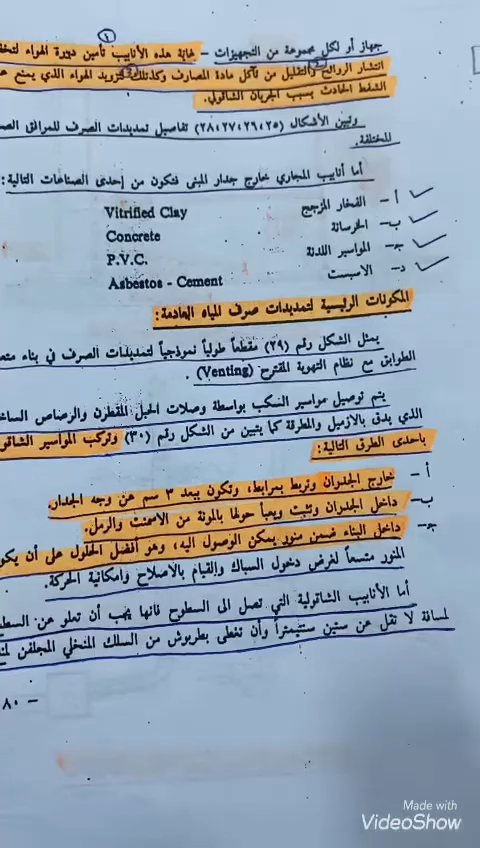 ①
جهاز أو لكل مجموعة من التجهيزات - نهاية هذه الأنابيب تأمين دورة الهواء
انتشار الروائح والتقليل من تآكل مادة المصارف وكذلك تزويد الهواء الذي يمنع
الشفط الحادث بسبب الجريان الشاقولي.
وتبين الأشكال (٢٨،٢٧،٢٦،٢٥) تفاصيل تمديدات الصرف للمرافق
المختلفة.
أما أنابيب المجاري خارج جدار المبنى فتكون من إحدى الصناعات التالية:
أ - الفخار المزجج Vitrified Clay
ب - الخرسانة Concrete
جـ - المواسير اللدنة P.V.C.
د - الاسبست Asbestos - Cement
المكونات الرئيسية لتمديدات صرف المياه العادمة:
يمثل الشكل رقم (٢٩) مقطعاً طولياً نموذجياً لتمديدات الصرف في بناء
الطوابق مع نظام التهوية المقترح (Venting).
يتم توصيل مواسير السكب بواسطة وصلات الحبل المقطرن والرصاص
الذي يدق بالازميل والمطرقة كما يتبين من الشكل رقم (٣٠) وتركب المواسير
باحدى الطرق التالية:
أ - خارج الجدران وتربط بمرابط، وتكون ببعد ٣ سم عن وجه الجدار.
ب - داخل الجدران وتثبت ويعبأ حولها بالمونة من الاسمنت والرمل.
جـ - داخل البناء ضمن منور يمكن الوصول اليه، وهو أفضل الحلول على أن
المنور متسعاً لغرض دخول السباك والقيام بالاصلاح وامكانية الحركة.
أما الأنابيب الشاقولية التي تصل الى السطوح فانها يجب أن تعلو عن
لمسافة لا تقل عن ستين سنتيمتراً وأن تغطى بطربوش من السلك المنخلي المجلفن
٨٠ -
Made with
VideoShow